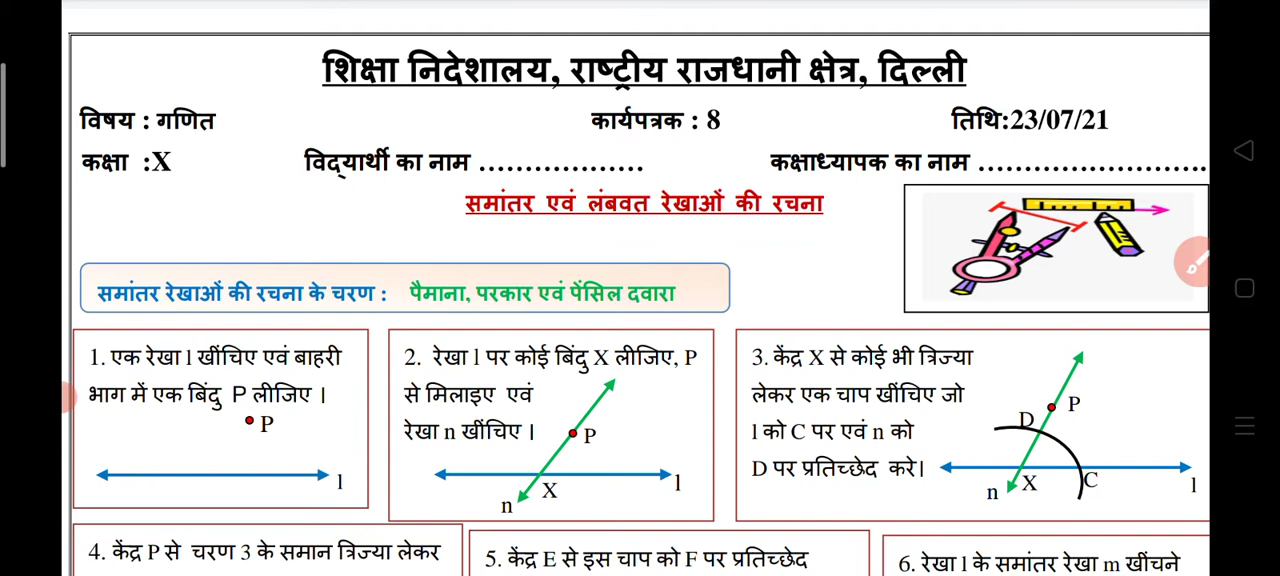 शिक्षा निदेशालय, राष्ट्रीय राजधानी क्षेत्र, दिल्ली
विषय : गणित कार्यपत्रक : 8 तिथि:23/07/21
कक्षा :X विद्यार्थी का नाम .................. कक्षाध्यापक का नाम .........................
समांतर एवं लंबवत रेखाओं की रचना
समांतर रेखाओं की रचना के चरण : पैमाना, परकार एवं पेंसिल दवारा
1. एक रेखा l खींचिए एवं बाहरी
भाग में एक बिंदु P लीजिए ।
P
l
2. रेखा l पर कोई बिंदु X लीजिए, P
से मिलाइए एवं
रेखा n खींचिए ।
P
X
l
n
3. केंद्र X से कोई भी त्रिज्या
लेकर एक चाप खींचिए जो
l को C पर एवं n को
D पर प्रतिच्छेद करे।
P
D
X
C
n
l
4. केंद्र P से चरण 3 के समान त्रिज्या लेकर
5. केंद्र E से इस चाप को F पर प्रतिच्छेद
6. रेखा l के समांतर रेखा m खींचने